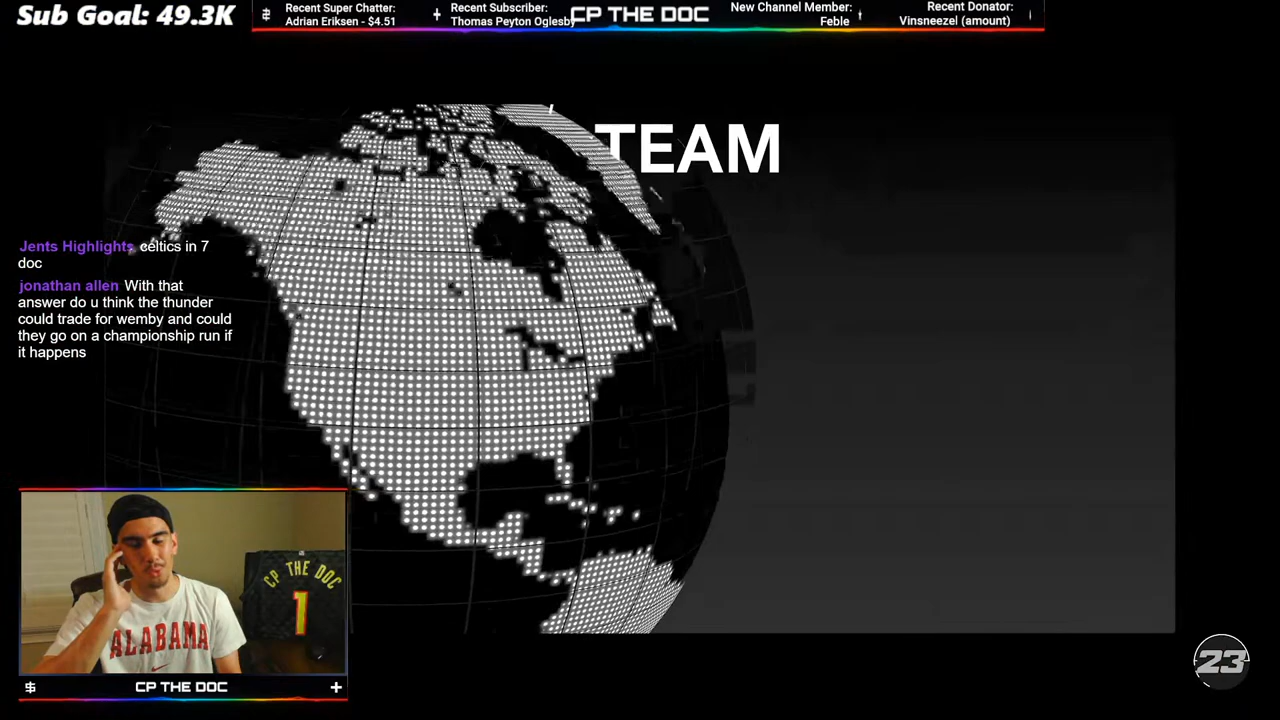 Sub Goal: 49.3K
Recent Super Chatter:
Adrian Eriksen - $4.51
Recent Subscriber:
Thomas Peyton Oglesby
CP THE DOC
New Channel Member:
Feble
Recent Donator:
Vinsneezel (amount)
TEAM
Jents Highlights celtics in 7
doc
jonathan allen With that
answer do u think the thunder
could trade for wemby and could
they go on a championship run if
it happens
CP THE DOC
1
ALABAMA
CP THE DOC
23